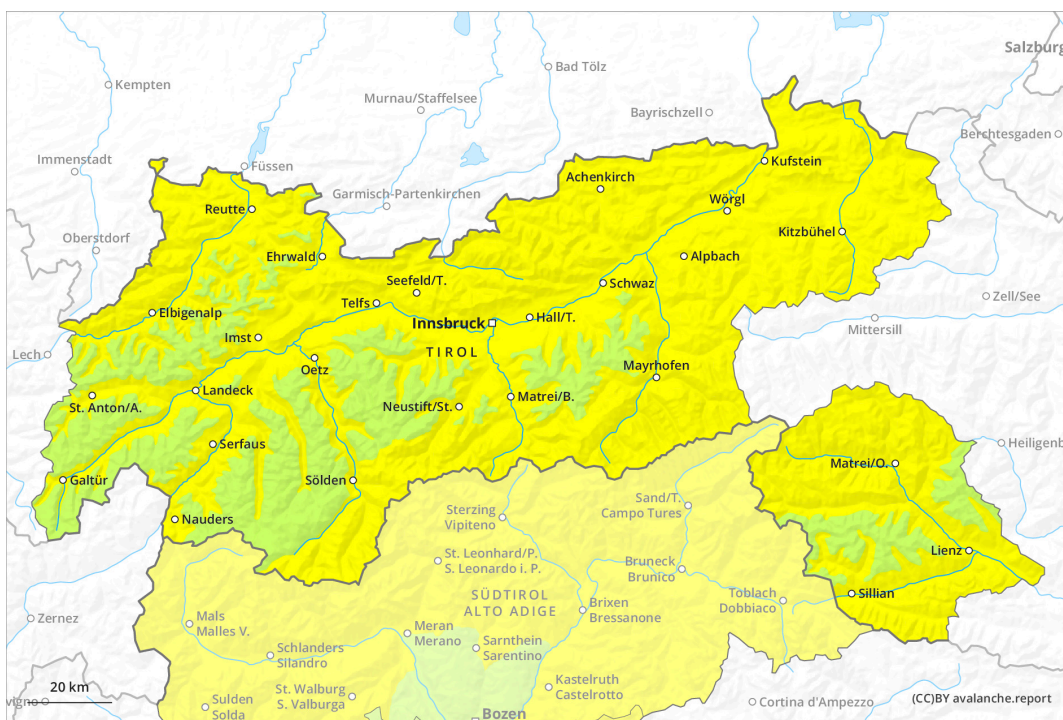 Salzburg
Bad Tölz
Kempten
Murnau/Staffelsee
Bayrischzell
Berchtesgaden
Immenstadt
Füssen
Kufstein
Achenkirch
Garmisch-Partenkirchen
Wörgl
Reutte
Kitzbühel
Oberstdorf
Ehrwald
Alpbach
Seefeld/T.
Schwaz
Zell/See
Telfs
Elbigenalp
Hall/T.
Innsbruck
Mittersill
Imst
Lech
TIROL
Oetz
Mayrhofen
Landeck
Matrei/B.
St. Anton/A.
Neustift/St.
Serfaus
Heiligenb
Matrei/O.
Galtür
Sölden
Sand/T.
Campo Tures
Sterzing
Vipiteno
Nauders
Lienz
St. Leonhard/P.
S. Leonardo i. P.
Bruneck
Brunico
SÜDTIROL
ALTO ADIGE
Sillian
Toblach
Dobbiaco
Brixen
Bressanone
Zernez
Mals
Malles V.
Meran
Merano
Sarnthein
Sarentino
Schlanders
Silandro
Kastelruth
Castelrotto
20 km
St. Walburg
S. Valburga
Sulden
Solda
vigno
Cortina d'Ampezzo
(CC)BY avalanche.report
Bozen